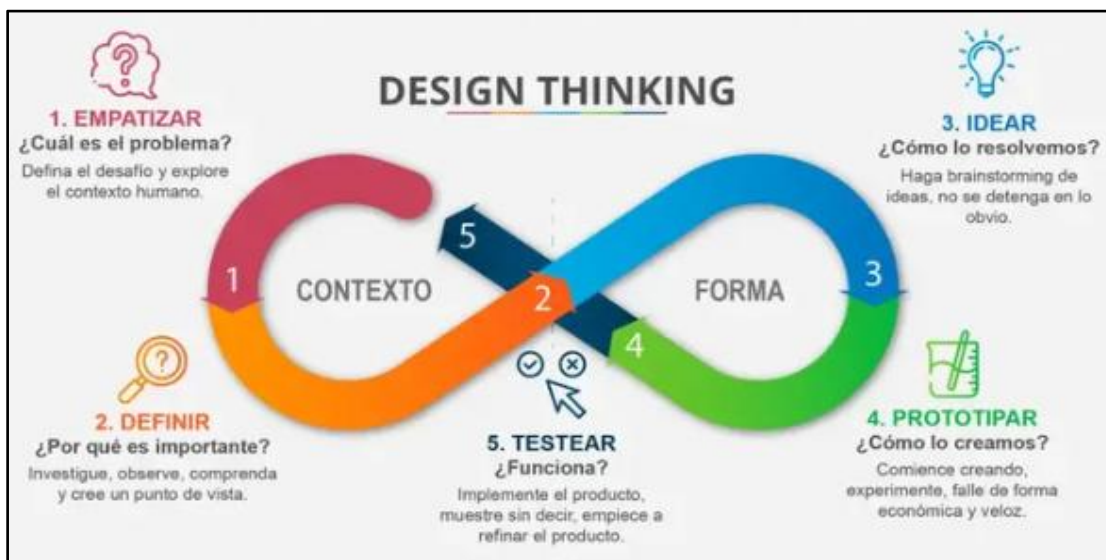 DESIGN THINKING
1. EMPATIZAR
¿Cuál es el problema?
Defina el desafío y explore
el contexto humano.
3. IDEAR
¿Cómo lo resolvemos?
Haga brainstorming de
ideas, no se detenga en lo
obvio.
1
CONTEXTO
5
2
FORMA
3
4
2. DEFINIR
¿Por qué es importante?
Investigue, observe, comprenda
y cree un punto de vista.
5. TESTEAR
¿Funciona?
Implemente el producto,
muestre sin decir, empiece a
refinar el producto.
4. PROTOTIPAR
¿Cómo lo creamos?
Comience creando,
experimente, falle de forma
económica y veloz.